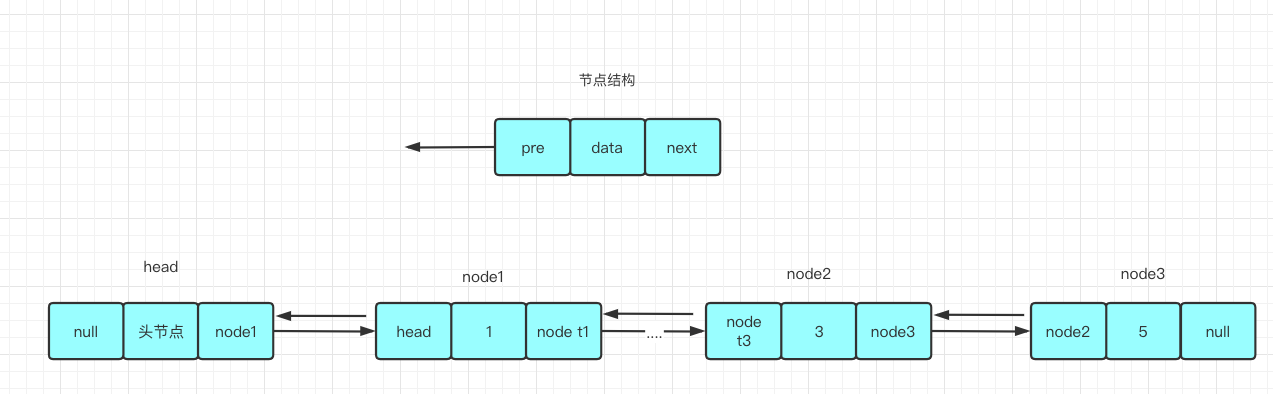 节点结构
pre data next
head node1 node2 node3
null 头节点 node1 head 1 node t1 .... node t3 3 node3 node2 5 null